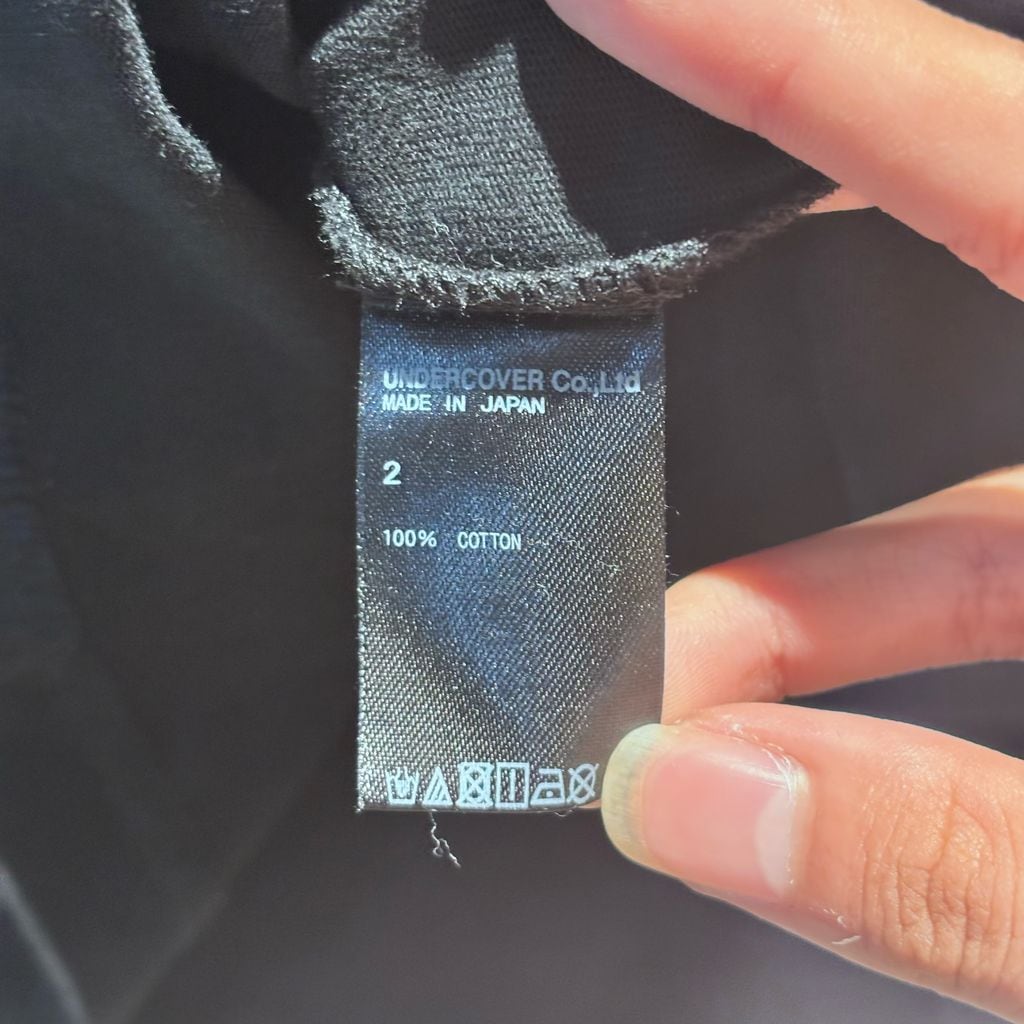 UNDERCOVER Co.,Ltd
MADE IN JAPAN
2
100% COTTON